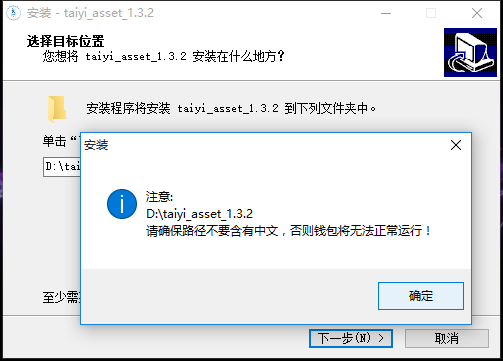 安装 - taiyi_asset_1.3.2
选择目标位置
您想将 taiyi_asset_1.3.2 安装在什么地方?
安装程序将安装 taiyi_asset_1.3.2 到下列文件夹中。
单击“
D:\tai
安装
注意:
D:\taiyi_asset_1.3.2
请确保路径不要含有中文，否则钱包将无法正常运行！
确定
至少需
下一步(N) >
取消